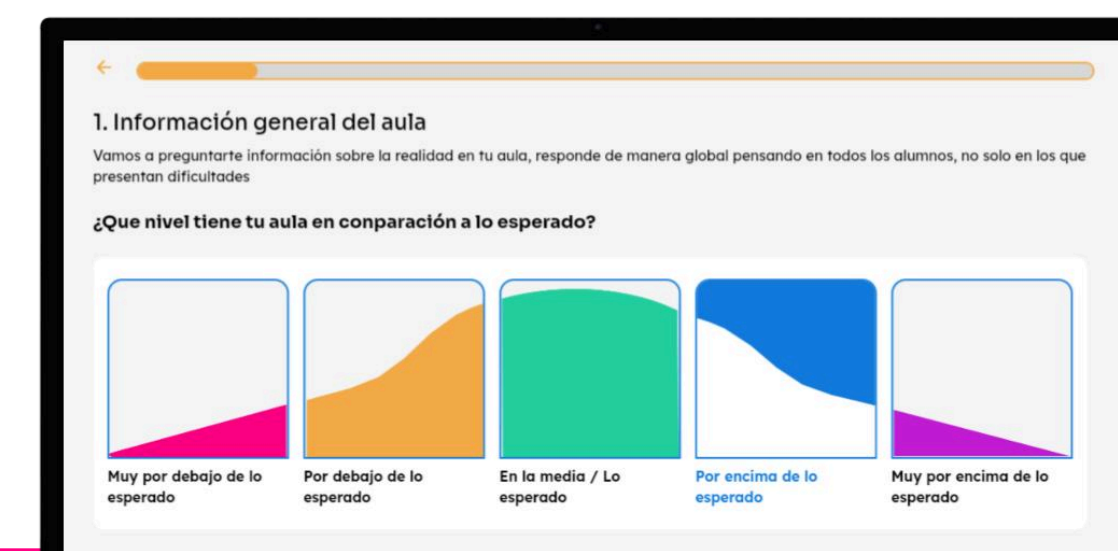 1. Información general del aula
Vamos a preguntarte información sobre la realidad en tu aula, responde de manera global pensando en todos los alumnos, no solo en los que
presentan dificultades
¿Que nivel tiene tu aula en conparación a lo esperado?
Muy por debajo de lo
esperado
Por debajo de lo
esperado
En la media / Lo
esperado
Por encima de lo
esperado
Muy por encima de lo
esperado